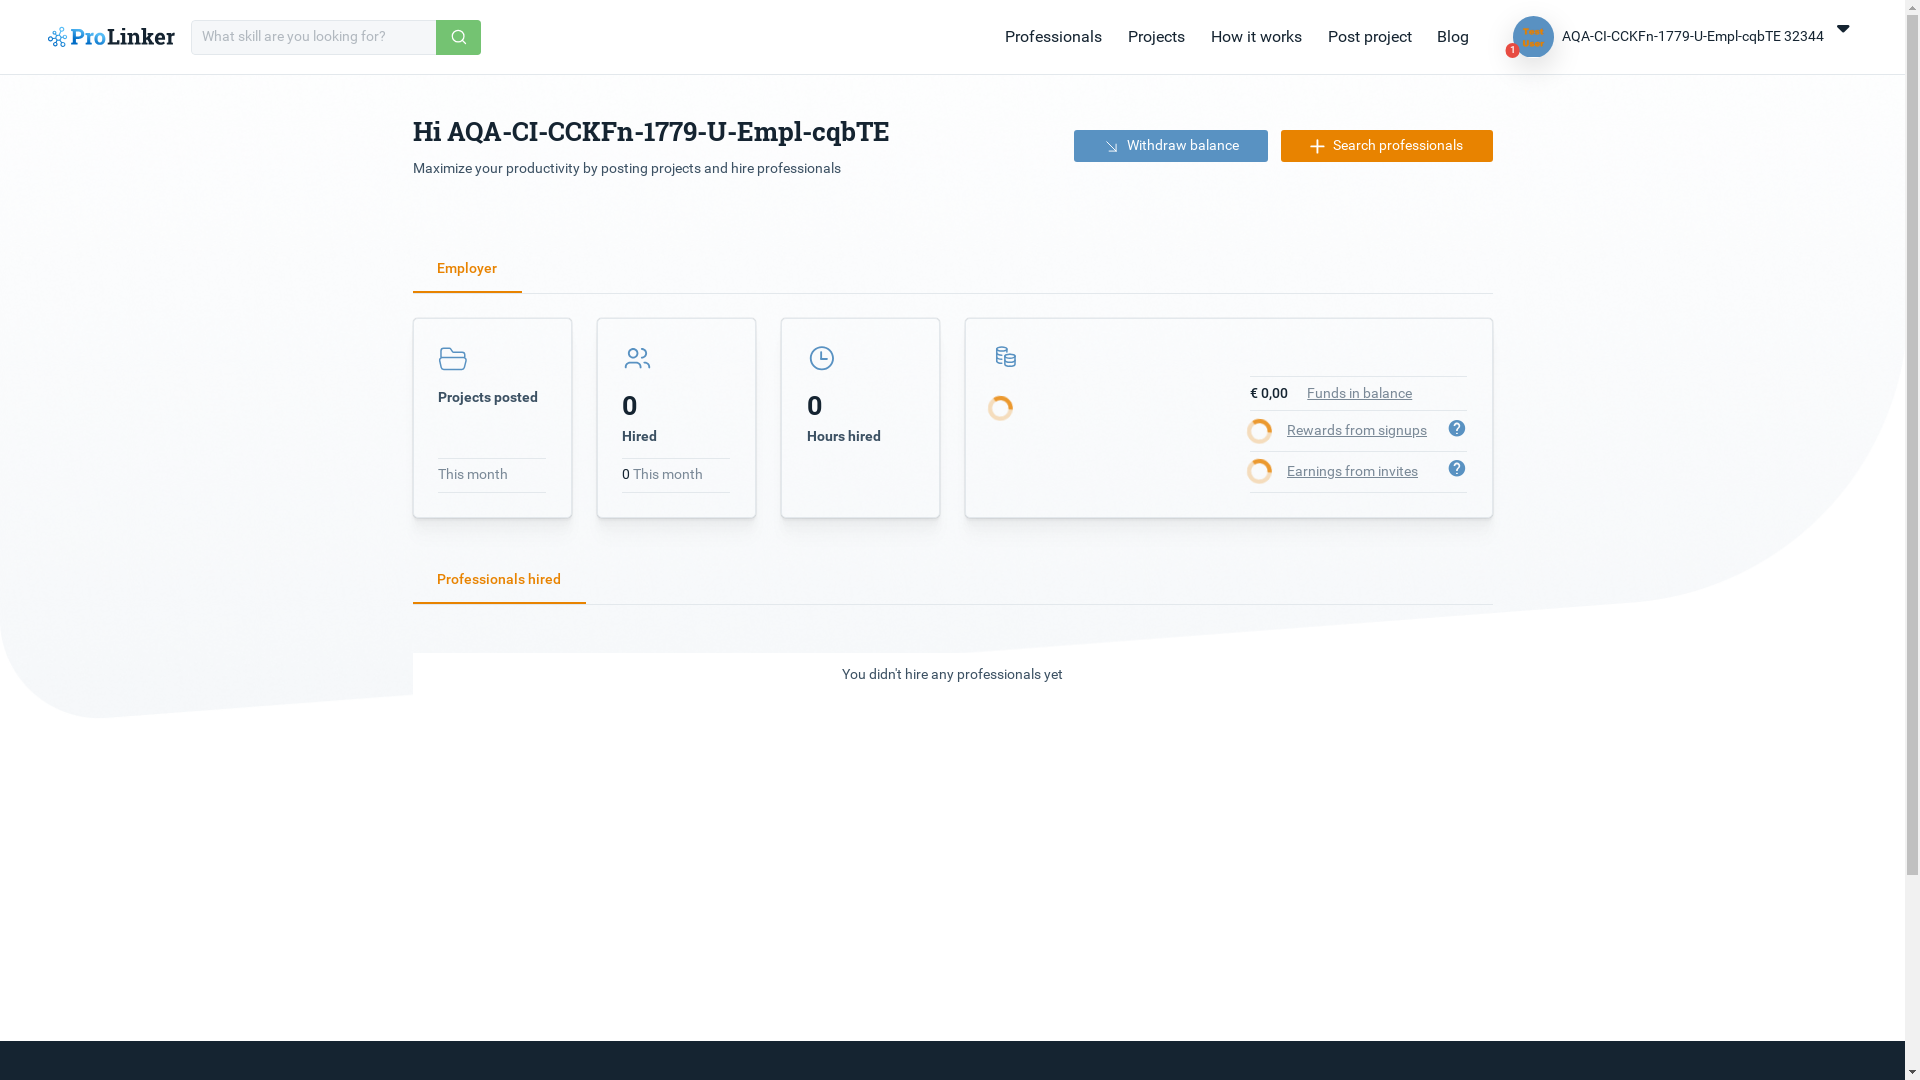 ProLinker
What skill are you looking for?
Professionals
Projects
How it works
Post project
Blog
1
AQA-CI-CCKFn-1779-U-Empl-cqbTE 32344
Hi AQA-CI-CCKFn-1779-U-Empl-cqbTE
Maximize your productivity by posting projects and hire professionals
Withdraw balance
Search professionals
Employer
Projects posted
This month
0
Hired
0 This month
0
Hours hired
€ 0,00 Funds in balance
Rewards from signups ?
Earnings from invites ?
Professionals hired
You didn't hire any professionals yet